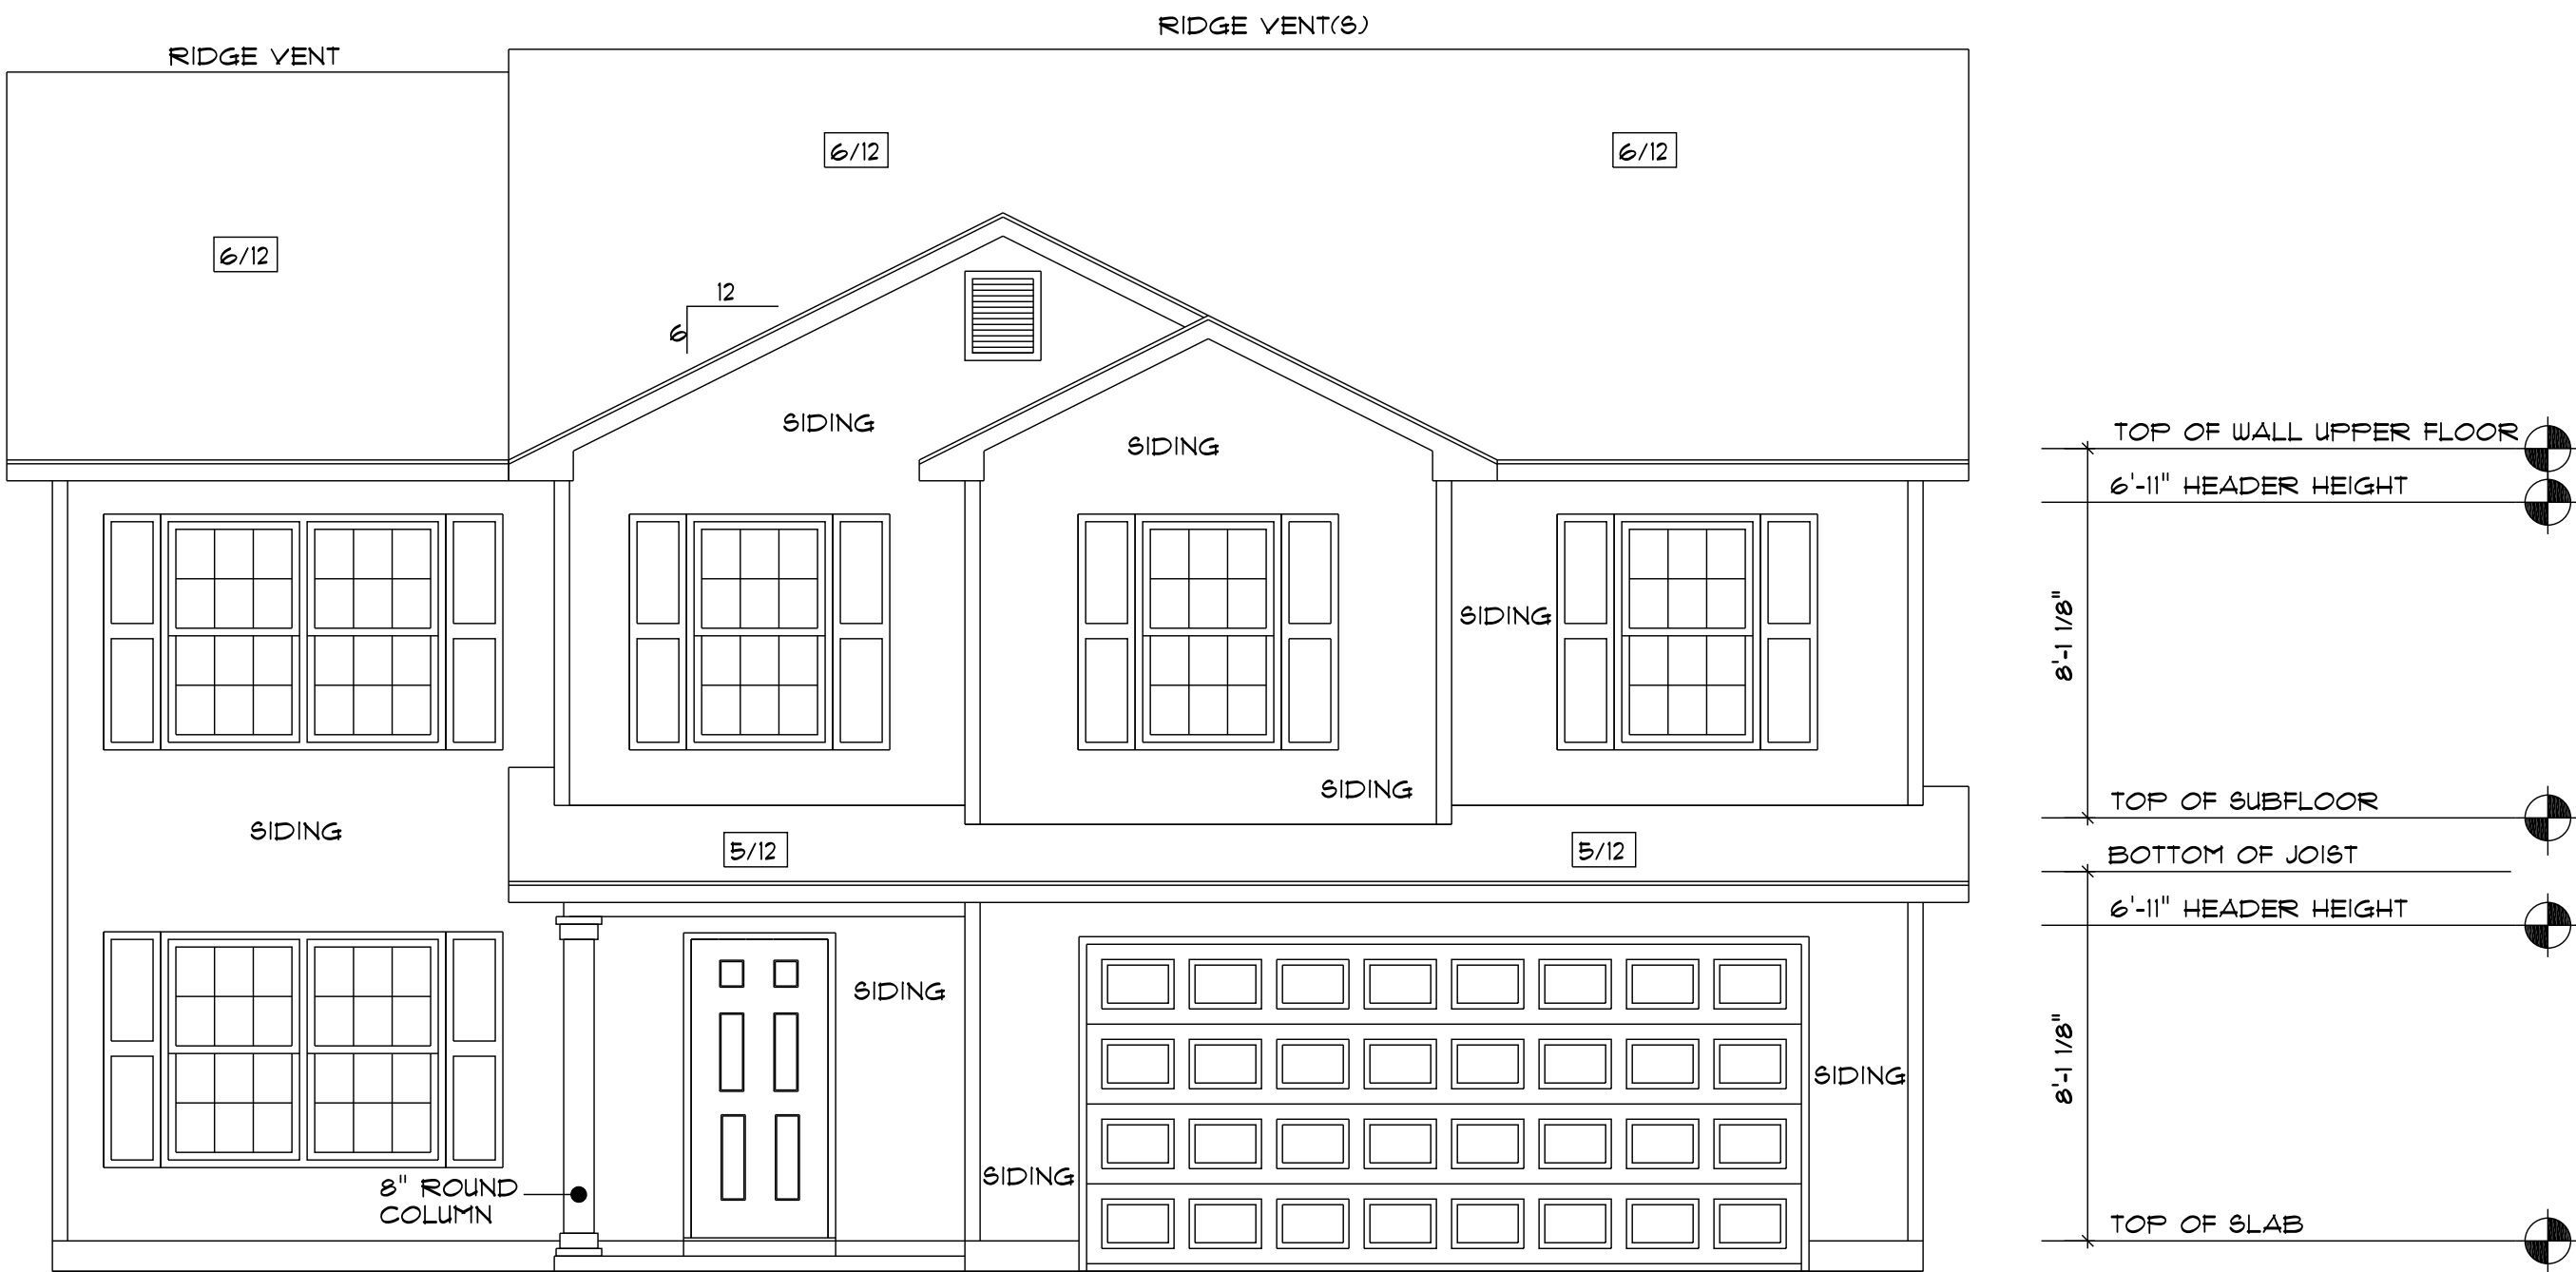 RIDGE VENT(S)
RIDGE VENT
6/12
6/12
6/12
12
6
SIDING
SIDING
SIDING
SIDING
SIDING
5/12
5/12
SIDING
SIDING
SIDING
8" ROUND
COLUMN
TOP OF WALL UPPER FLOOR
6'-11" HEADER HEIGHT
8'-1 1/8"
TOP OF SUBFLOOR
BOTTOM OF JOIST
6'-11" HEADER HEIGHT
8'-1 1/8"
TOP OF SLAB